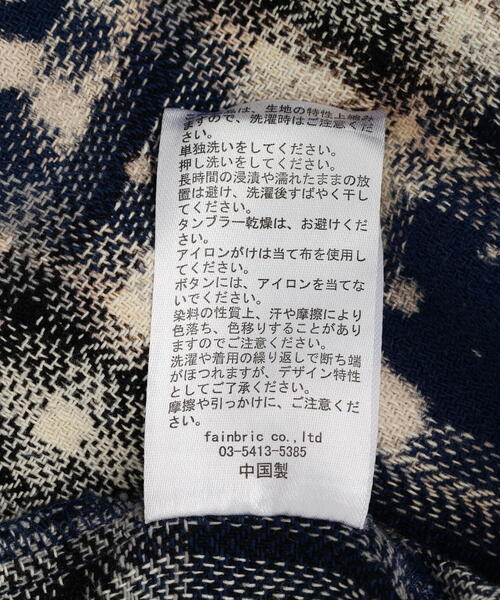 は、生地の特性上縮み
ますので、洗濯時はご注意くだ
さい。
単独洗いをしてください。
押し洗いをしてください。
長時間の浸漬や濡れたままの放
置は避け、洗濯後すばやく干し
てください。
タンブラー乾燥は、お避けくださ
い。
アイロンがけは当て布を使用し
てください。
ボタンには、アイロンを当てな
いでください。
染料の性質上、汗や摩擦により
色落ち、色移りすることがあり
ますのでご注意ください。
洗濯や着用の繰り返しで断ち端
がほつれますが、デザイン特性
としてご了承ください。
摩擦や引っかけに、ご注意くだ
さい。
fainbric co.,ltd
03-5413-5385
中国製